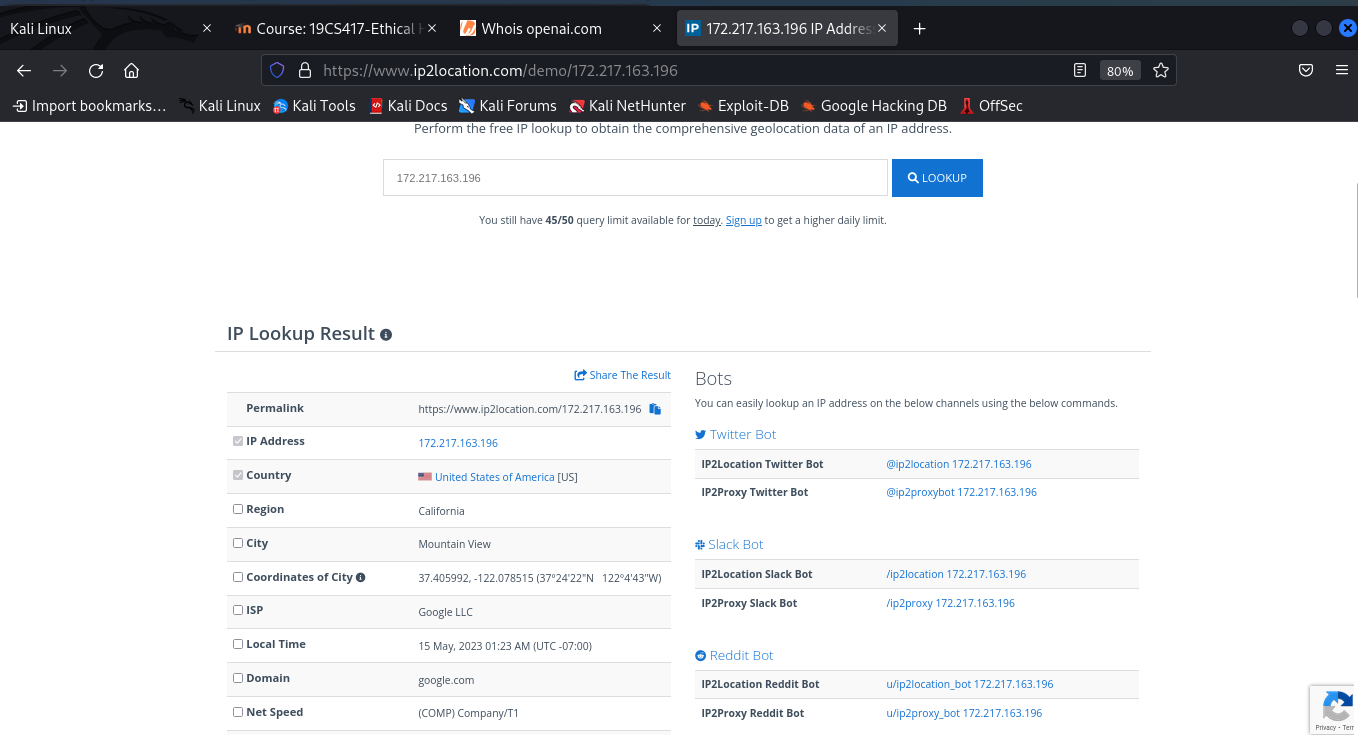 Kali Linux
Course: 19CS417-Ethical H
Whois openai.com
IP 172.217.163.196 IP Addres
https://www.ip2location.com/demo/172.217.163.196
80%
Import bookmarks… Kali Linux Kali Tools Kali Docs Kali Forums Kali NetHunter Exploit-DB Google Hacking DB OffSec
Perform the free IP lookup to obtain the comprehensive geolocation data of an IP address.
172.217.163.196 LOOKUP
You still have 45/50 query limit available for today. Sign up to get a higher daily limit.
IP Lookup Result
Share The Result
Permalink https://www.ip2location.com/172.217.163.196
IP Address 172.217.163.196
Country United States of America [US]
Region California
City Mountain View
Coordinates of City 37.405992, -122.078515 (37°24'22"N 122°4'43"W)
ISP Google LLC
Local Time 15 May, 2023 01:23 AM (UTC -07:00)
Domain google.com
Net Speed (COMP) Company/T1
Bots
You can easily lookup an IP address on the below channels using the below commands.
Twitter Bot
IP2Location Twitter Bot @ip2location 172.217.163.196
IP2Proxy Twitter Bot @ip2proxybot 172.217.163.196
Slack Bot
IP2Location Slack Bot /ip2location 172.217.163.196
IP2Proxy Slack Bot /ip2proxy 172.217.163.196
Reddit Bot
IP2Location Reddit Bot u/ip2location_bot 172.217.163.196
IP2Proxy Reddit Bot u/ip2proxy_bot 172.217.163.196
Privacy - Terr